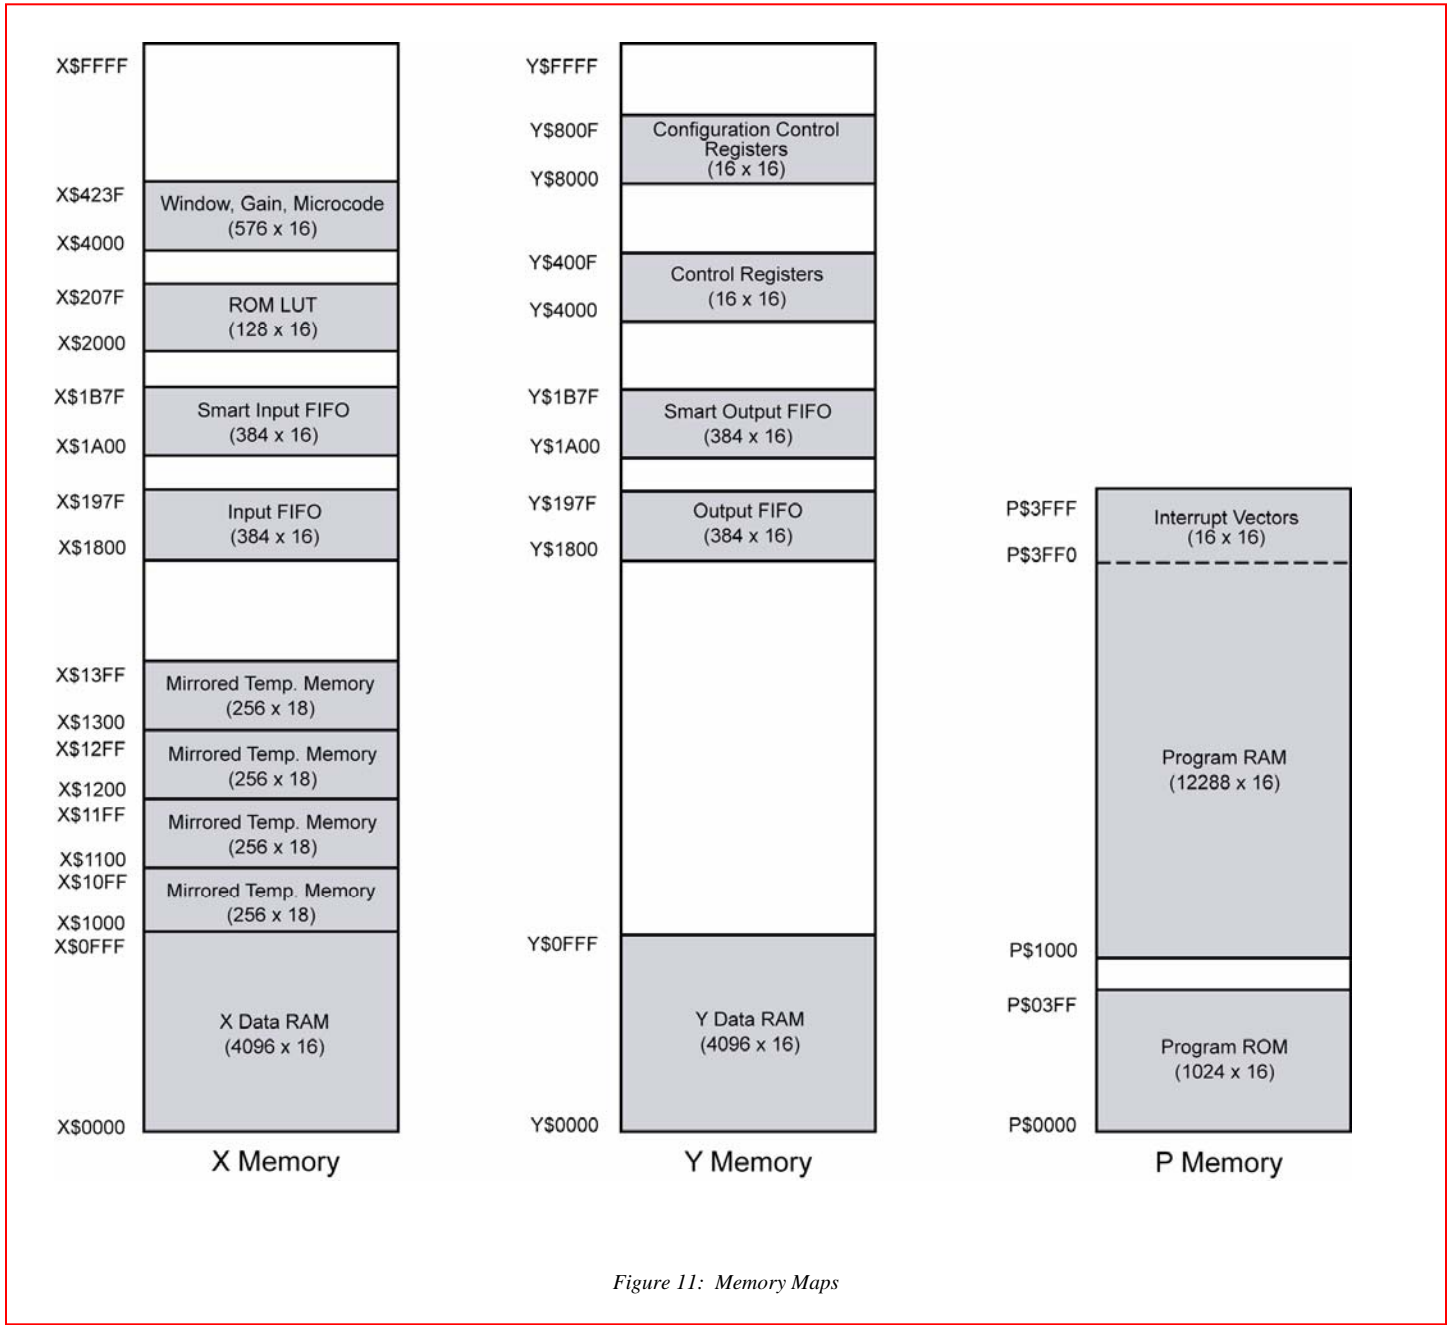 X$FFFF
X$423F
Window, Gain, Microcode
(576 x 16)
X$4000
X$207F
ROM LUT
(128 x 16)
X$2000
X$1B7F
Smart Input FIFO
(384 x 16)
X$1A00
X$197F
Input FIFO
(384 x 16)
X$1800
X$13FF
Mirrored Temp. Memory
(256 x 18)
X$1300
X$12FF
Mirrored Temp. Memory
(256 x 18)
X$1200
X$11FF
Mirrored Temp. Memory
(256 x 18)
X$1100
X$10FF
Mirrored Temp. Memory
(256 x 18)
X$1000
X$0FFF
X Data RAM
(4096 x 16)
X$0000
X Memory
Y$FFFF
Y$800F
Configuration Control
Registers
(16 x 16)
Y$8000
Y$400F
Control Registers
(16 x 16)
Y$4000
Y$1B7F
Smart Output FIFO
(384 x 16)
Y$1A00
Y$197F
Output FIFO
(384 x 16)
Y$1800
Y$0FFF
Y Data RAM
(4096 x 16)
Y$0000
Y Memory
P$3FFF
Interrupt Vectors
(16 x 16)
P$3FF0
Program RAM
(12288 x 16)
P$1000
P$03FF
Program ROM
(1024 x 16)
P$0000
P Memory
Figure 11: Memory Maps